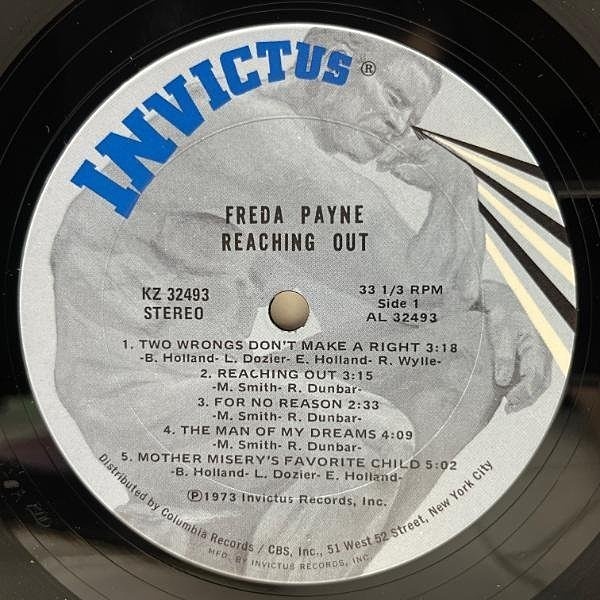 INVICTUS®
FREDA PAYNE
REACHING OUT
KZ 32493
STEREO
33 1/3 RPM
Side 1
AL 32493
1. TWO WRONGS DON'T MAKE A RIGHT 3:18
-B. Holland- L. Dozier- E. Holland- R. Wylie-
2. REACHING OUT 3:15
-M. Smith- R. Dunbar-
3. FOR NO REASON 2:33
-M. Smith- R. Dunbar-
4. THE MAN OF MY DREAMS 4:09
-M. Smith- R. Dunbar-
5. MOTHER MISERY'S FAVORITE CHILD 5:02
-B. Holland- L. Dozier- E. Holland-
℗1973 Invictus Records, Inc.
Distributed by Columbia Records / CBS, Inc., 51 West 52 Street, New York City
MFD. BY INVICTUS RECORDS, INC.